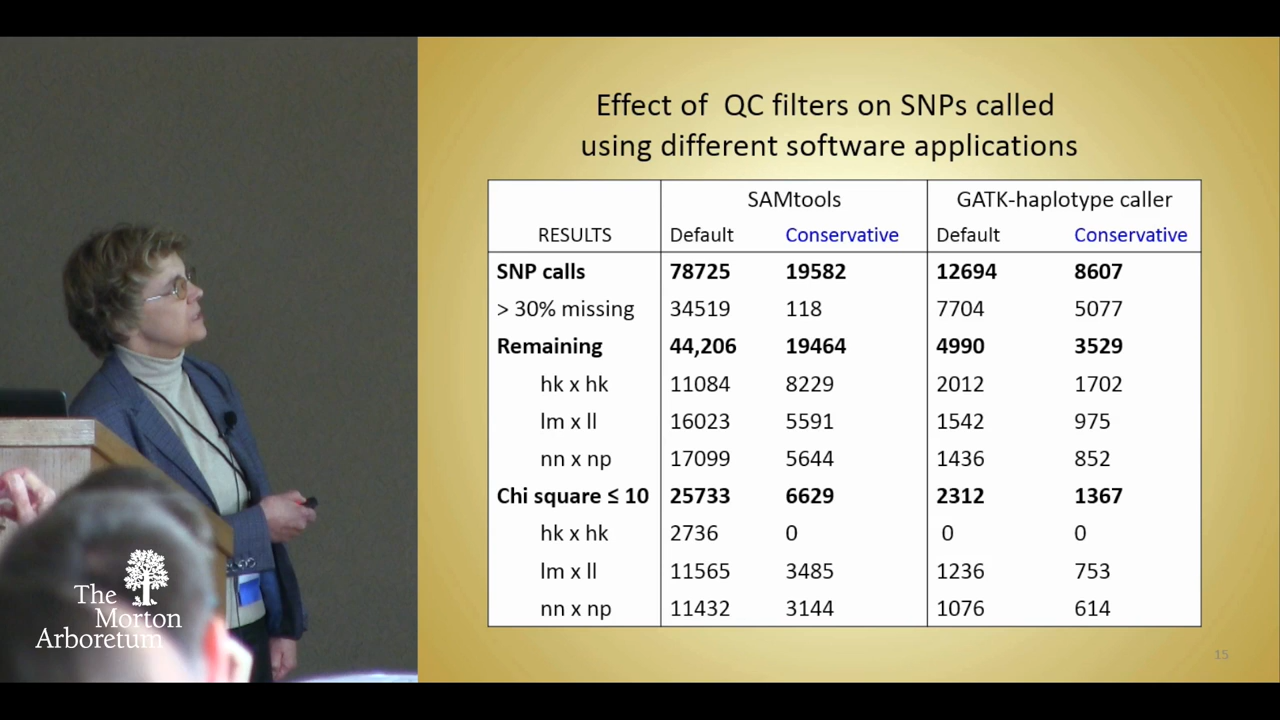 Effect of QC filters on SNPs called
using different software applications
SAMtools GATK-haplotype caller
RESULTS Default Conservative Default Conservative
SNP calls 78725 19582 12694 8607
> 30% missing 34519 118 7704 5077
Remaining 44,206 19464 4990 3529
hk x hk 11084 8229 2012 1702
lm x ll 16023 5591 1542 975
nn x np 17099 5644 1436 852
Chi square ≤ 10 25733 6629 2312 1367
hk x hk 2736 0 0 0
lm x ll 11565 3485 1236 753
nn x np 11432 3144 1076 614
15
The
Morton
Arboretum